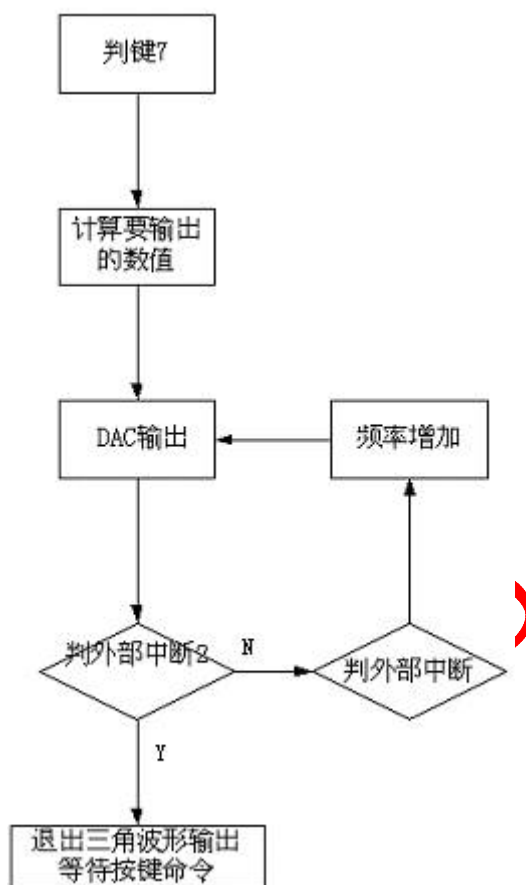 判键7
计算要输出
的数值
DAC输出
频率增加
判外部中断2
N
判外部中断
Y
退出三角波形输出
等待按键命令